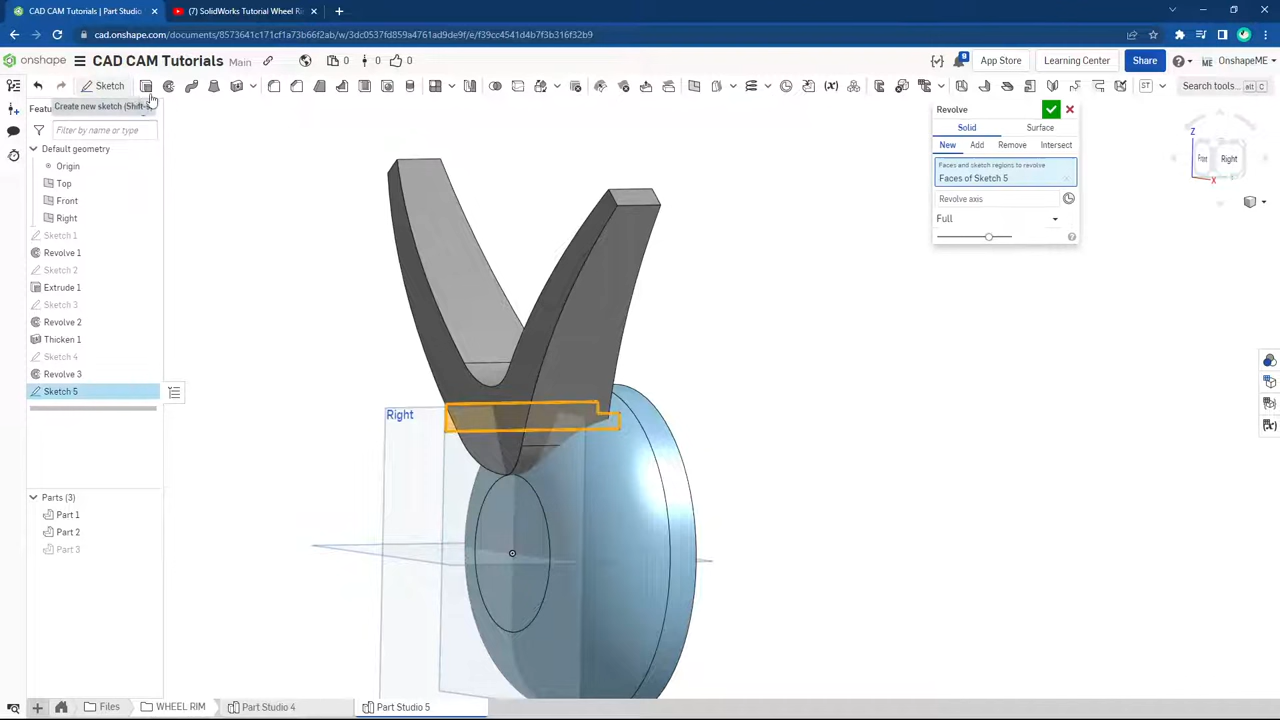 CAD CAM Tutorials | Part Studio
(7) SolidWorks Tutorial Wheel Ri
cad.onshape.com/documents/8573641c171cf1a73b66f2ab/w/3dc0537fd859a4761ad9de9f/e/f39cc4541d4b7f3b316f32b9
onshape CAD CAM Tutorials Main 0 0 0 9 App Store Learning Center Share OnshapeME
Sketch ST Search tools... alt C
Create new sketch (Shift-s)
Filter by name or type
Default geometry
Origin
Top
Front
Right
Sketch 1
Revolve 1
Sketch 2
Extrude 1
Sketch 3
Revolve 2
Thicken 1
Sketch 4
Revolve 3
Sketch 5
Parts (3)
Part 1
Part 2
Part 3
Right
Revolve
Solid Surface
New Add Remove Intersect
Faces and sketch regions to revolve
Faces of Sketch 5
Revolve axis
Full
Z
Right
X
Files WHEEL RIM Part Studio 4 Part Studio 5